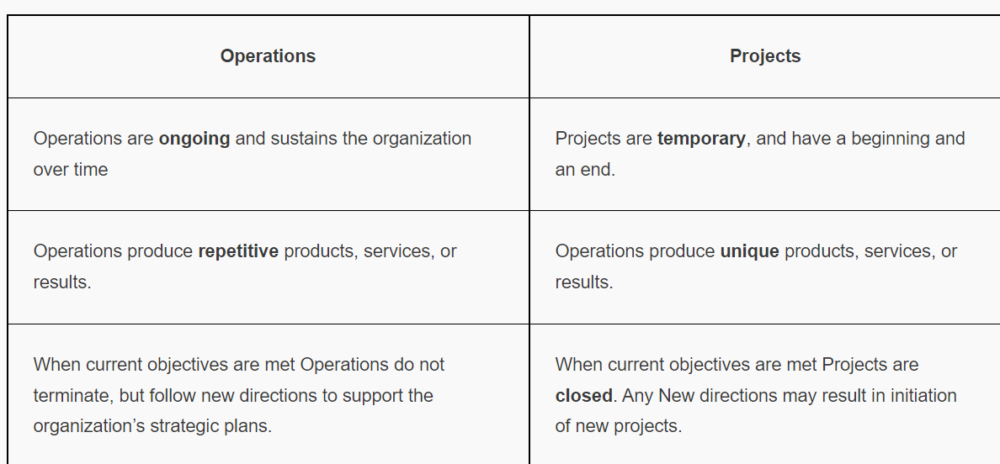 Operations
Projects
Operations are ongoing and sustains the organization
over time
Projects are temporary, and have a beginning and
an end.
Operations produce repetitive products, services, or
results.
Operations produce unique products, services, or
results.
When current objectives are met Operations do not
terminate, but follow new directions to support the
organization’s strategic plans.
When current objectives are met Projects are
closed. Any New directions may result in initiation
of new projects.